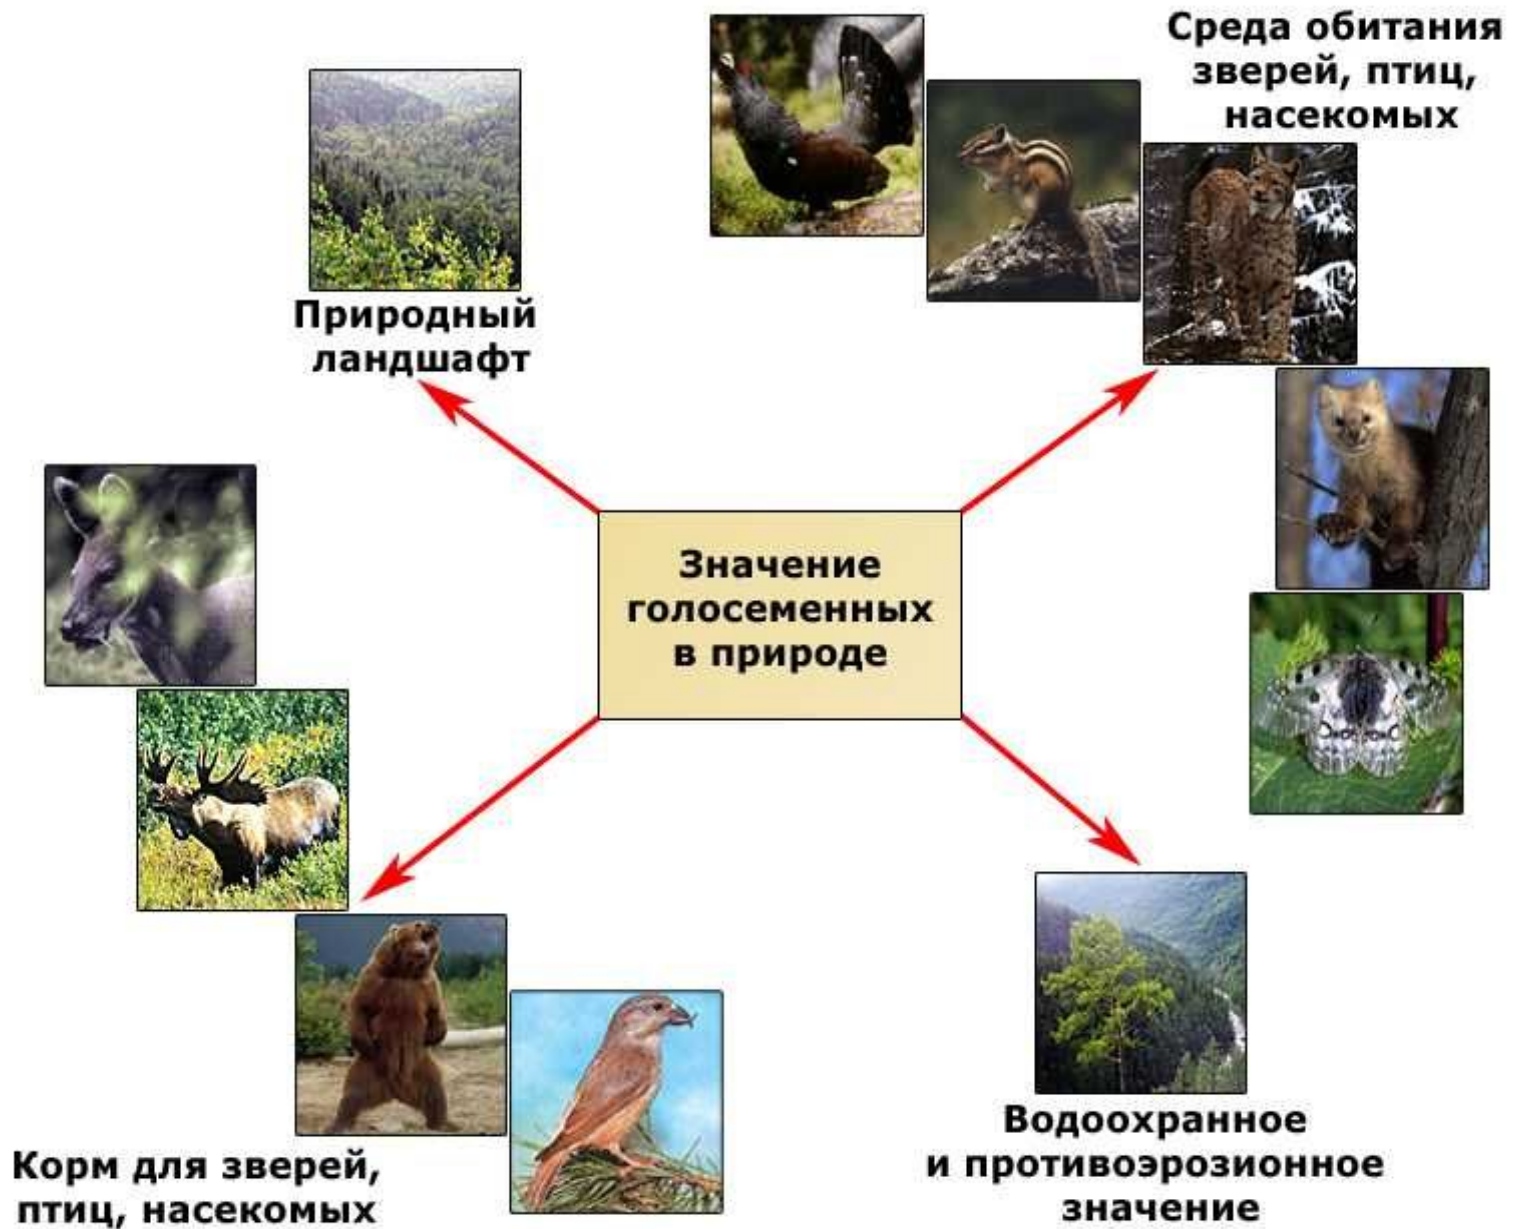 Среда обитания
зверей, птиц,
насекомых
Природный
ландшафт
Значение
голосеменных
в природе
Корм для зверей,
птиц, насекомых
Водоохранное
и противоэрозионное
значение